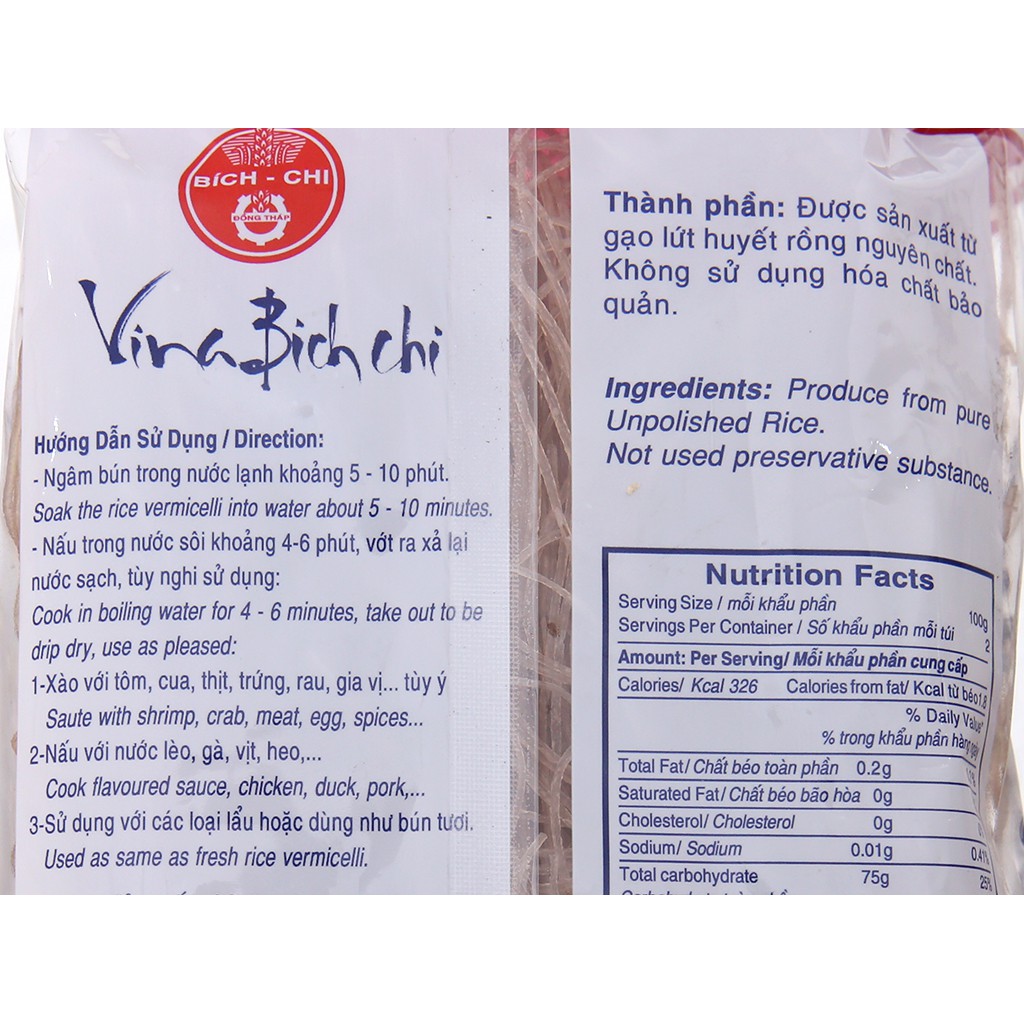 BÍCH - CHI
ĐỒNG THÁP
Vina Bich chi
Hướng Dẫn Sử Dụng / Direction:
- Ngâm bún trong nước lạnh khoảng 5 - 10 phút.
Soak the rice vermicelli into water about 5 - 10 minutes.
- Nấu trong nước sôi khoảng 4-6 phút, vớt ra xả lại
nước sạch, tùy nghi sử dụng:
Cook in boiling water for 4 - 6 minutes, take out to be
drip dry, use as pleased:
1-Xào với tôm, cua, thịt, trứng, rau, gia vị... tùy ý
Saute with shrimp, crab, meat, egg, spices...
2-Nấu với nước lèo, gà, vịt, heo,...
Cook flavoured sauce, chicken, duck, pork,...
3-Sử dụng với các loại lẩu hoặc dùng như bún tươi.
Used as same as fresh rice vermicelli.
Thành phần: Được sản xuất từ
gạo lứt huyết rồng nguyên chất.
Không sử dụng hóa chất bảo
quản.
Ingredients: Produce from pure
Unpolished Rice.
Not used preservative substance.
Nutrition Facts
Serving Size / mỗi khẩu phần 100g
Servings Per Container / Số khẩu phần mỗi túi 2
Amount: Per Serving/ Mỗi khẩu phần cung cấp
Calories/ Kcal 326 Calories from fat/ Kcal từ béo 1.8
% Daily Value*
% trong khẩu phần hàng ngày
Total Fat/ Chất béo toàn phần 0.2g
Saturated Fat/ Chất béo bão hòa 0g
Cholesterol/ Cholesterol 0g
Sodium/ Sodium 0.01g 0.41%
Total carbohydrate 75g 25%